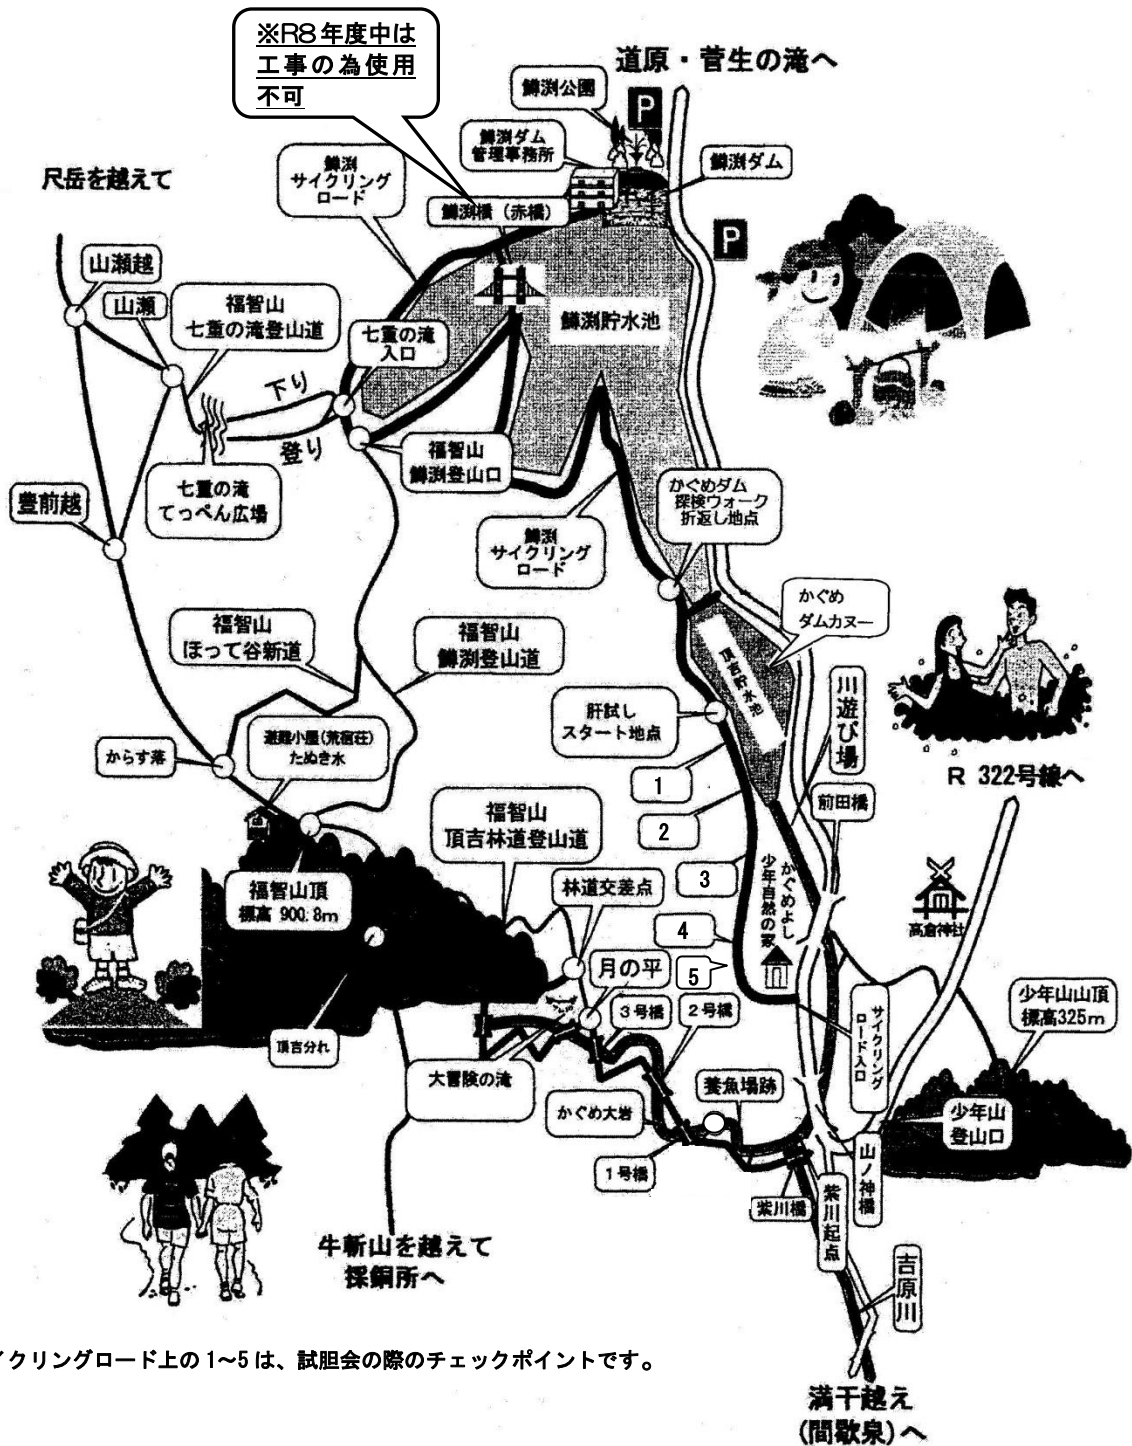 ※R8年度中は
工事の為使用
不可
道原・菅生の滝へ
鱒渕公園
P
鱒渕ダム
管理事務所
鱒渕ダム
鱒渕
サイクリング
ロード
尺岳を越えて
鱒渕橋(赤橋)
P
山瀬越
山瀬
福智山
七重の滝登山道
七重の滝
入口
鱒渕貯水池
下り
登り
福智山
鱒渕登山口
七重の滝
てっぺん広場
豊前越
かぐめダム
探検ウォーク
折返し地点
鱒渕
サイクリング
ロード
かぐめ
ダムカヌー
福智山
ほって谷新道
福智山
鱒渕登山道
頂吉貯水池
川遊び場
肝試し
スタート地点
からす落
避難小屋(荒宿荘)
たぬき水
R 322号線へ
1
前田橋
福智山
頂吉林道登山道
2
3
かぐめよし
少年自然の家
福智山頂
標高 900.8m
林道交差点
4
高倉神社
月の平
5
3号橋
2号橋
サイクリング
ロード入口
少年山山頂
標高325m
頂吉分れ
大冒険の滝
養魚場跡
かぐめ大岩
少年山
登山口
1号橋
山ノ神橋
紫川橋
紫川起点
牛斬山を越えて
採銅所へ
吉原川
イクリングロード上の1~5は、試胆会の際のチェックポイントです。
満干越え
(間歇泉)へ